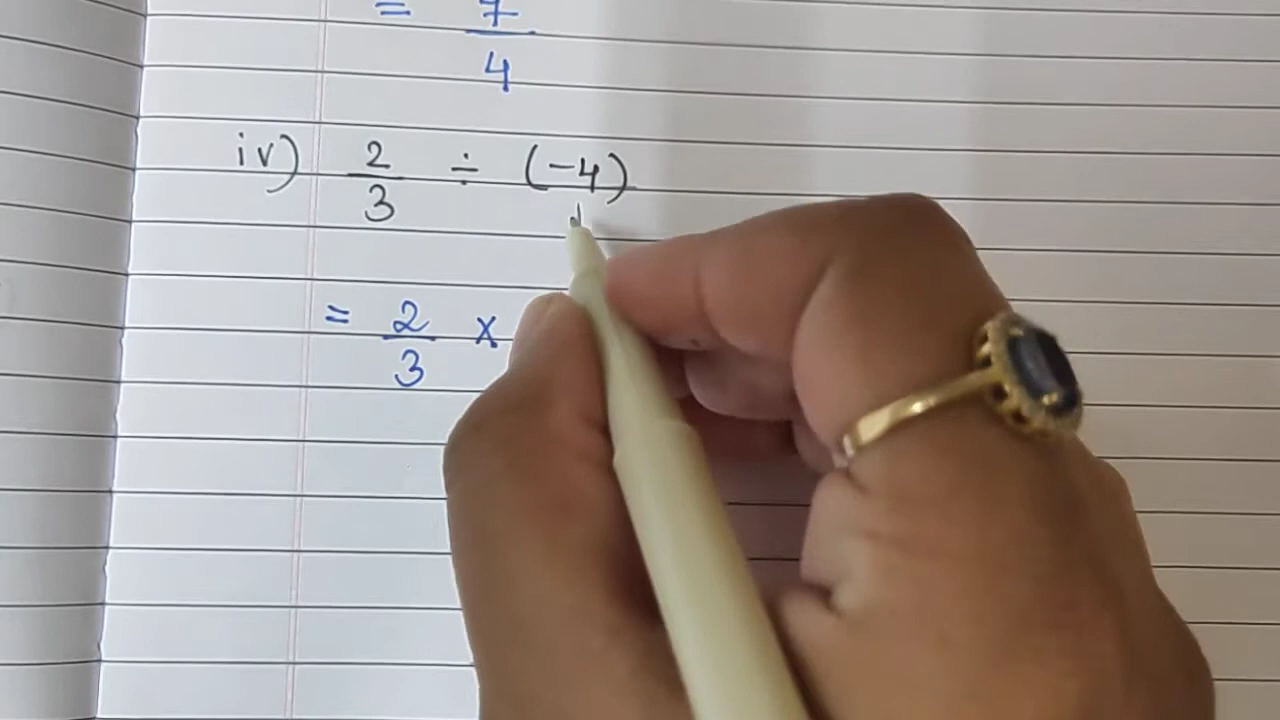 = 7/4
iv) 2/3 ÷ (-4)
= 2/3 ×